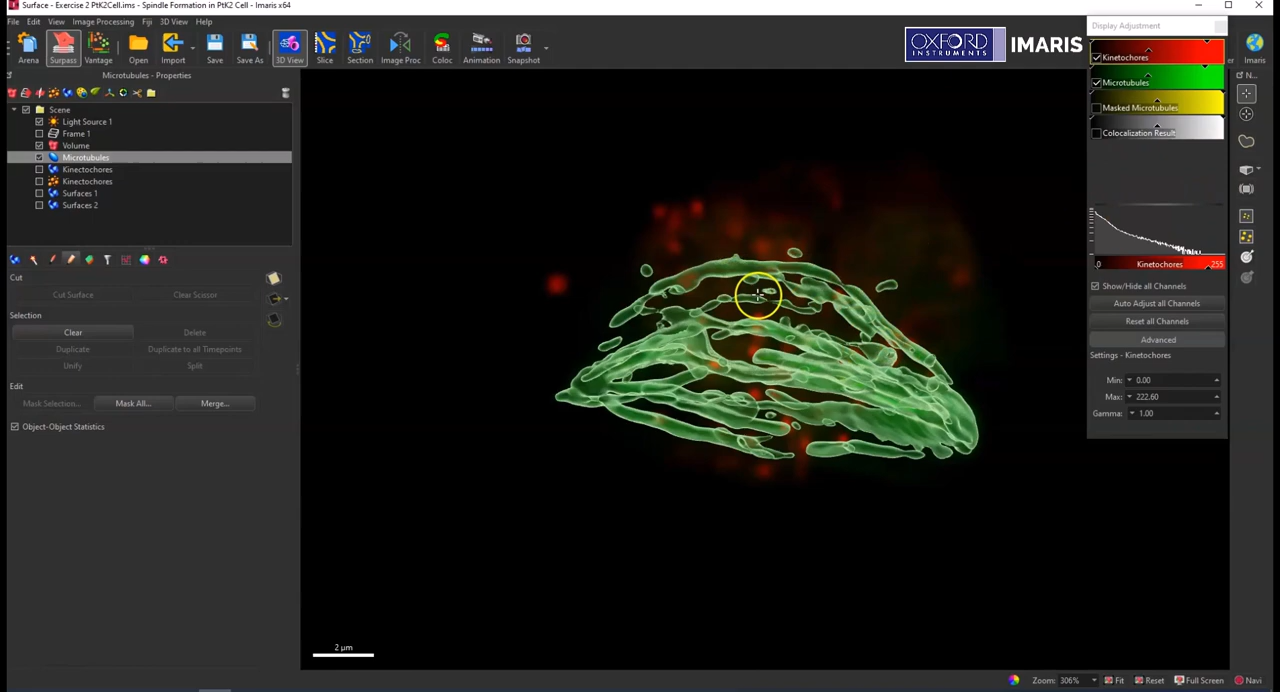 Surface - Exercise 2 PtK2Cell.ims - Spindle Formation in PtK2 Cell - Imaris x64
File Edit View Image Processing Fiji 3D View Help
Arena Surpass Vantage Open Import Save Save As 3D View Slice Section Image Proc Coloc Animation Snapshot
OXFORD
INSTRUMENTS
IMARIS
Imaris
Microtubules - Properties
Scene
Light Source 1
Frame 1
Volume
Microtubules
Kinectochores
Kinectochores
Surfaces 1
Surfaces 2
Cut
Cut Surface Clear Scissor
Selection
Clear Delete
Duplicate Duplicate to all Timepoints
Unify Split
Edit
Mask Selection... Mask All... Merge...
Object-Object Statistics
2 µm
Display Adjustment
Kinetochores
Microtubules
Masked Microtubules
Colocalization Result
0 Kinetochores 255
Show/Hide all Channels
Auto Adjust all Channels
Reset all Channels
Advanced
Settings - Kinetochores
Min: 0.00
Max: 222.60
Gamma: 1.00
N...
Zoom: 306% Fit Reset Full Screen Navi